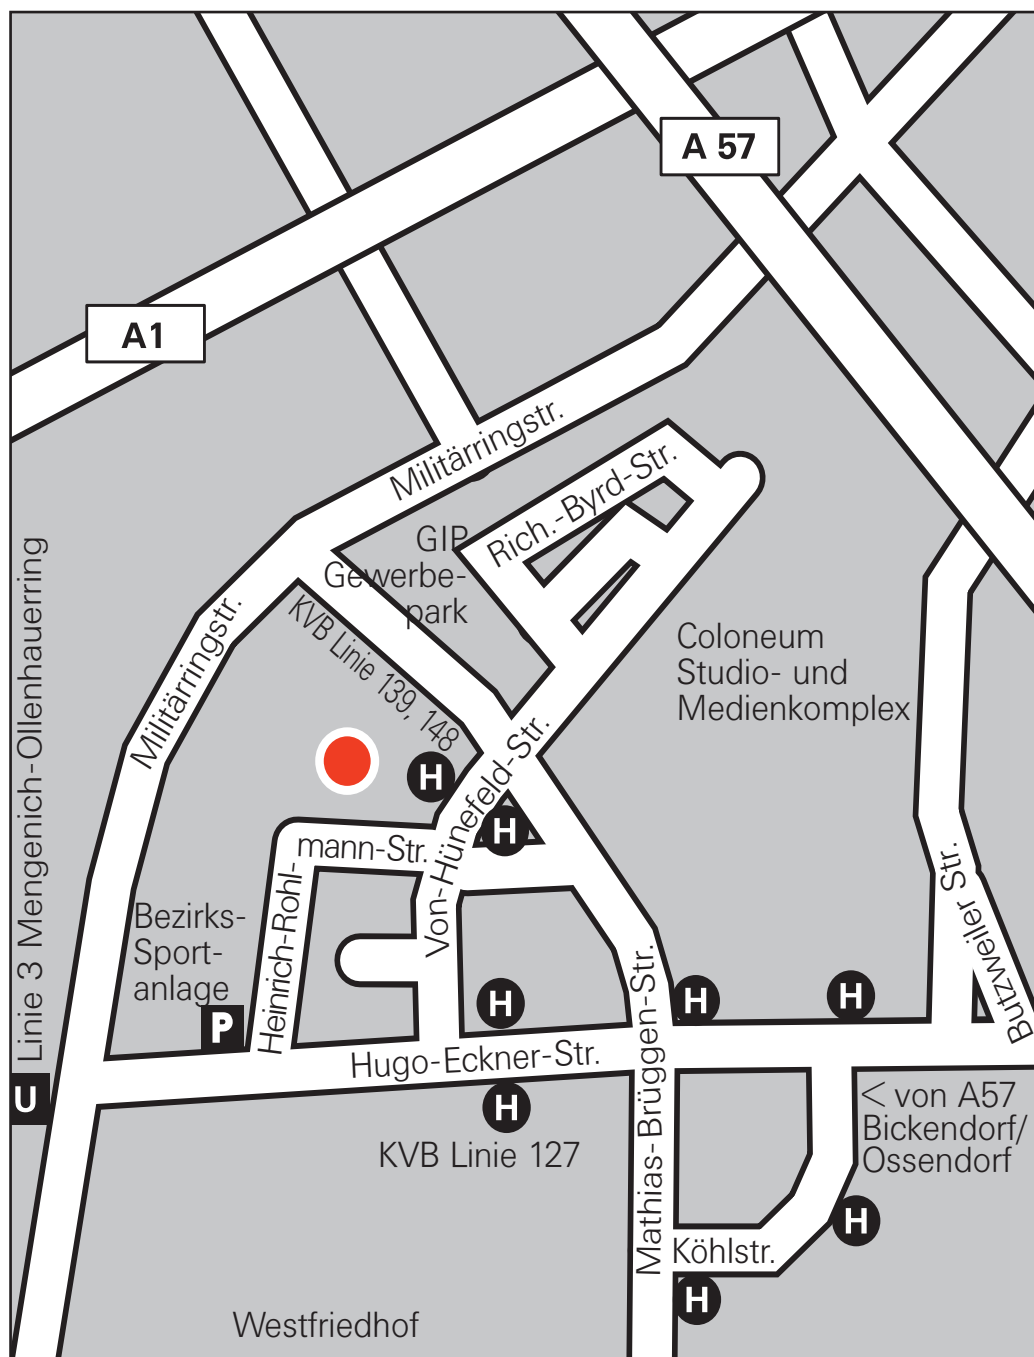 A 57
A1
Militärringstr.
Rich.-Byrd-Str.
GIP
Gewerbe-
park
KVB Linie 139, 148
Militärringstr.
Coloneum
Studio- und
Medienkomplex
Linie 3 Mengenich-Ollenhauerring
U
H
H
Von-Hünefeld-Str.
Heinrich-Rohl-
mann-Str.
Bezirks-
Sport-
anlage
P
H
H
H
Butzweiler Str.
Hugo-Eckner-Str.
Mathias-Brüggen-Str.
H
KVB Linie 127
< von A57
Bickendorf/
Ossendorf
H
Köhlstr.
H
Westfriedhof